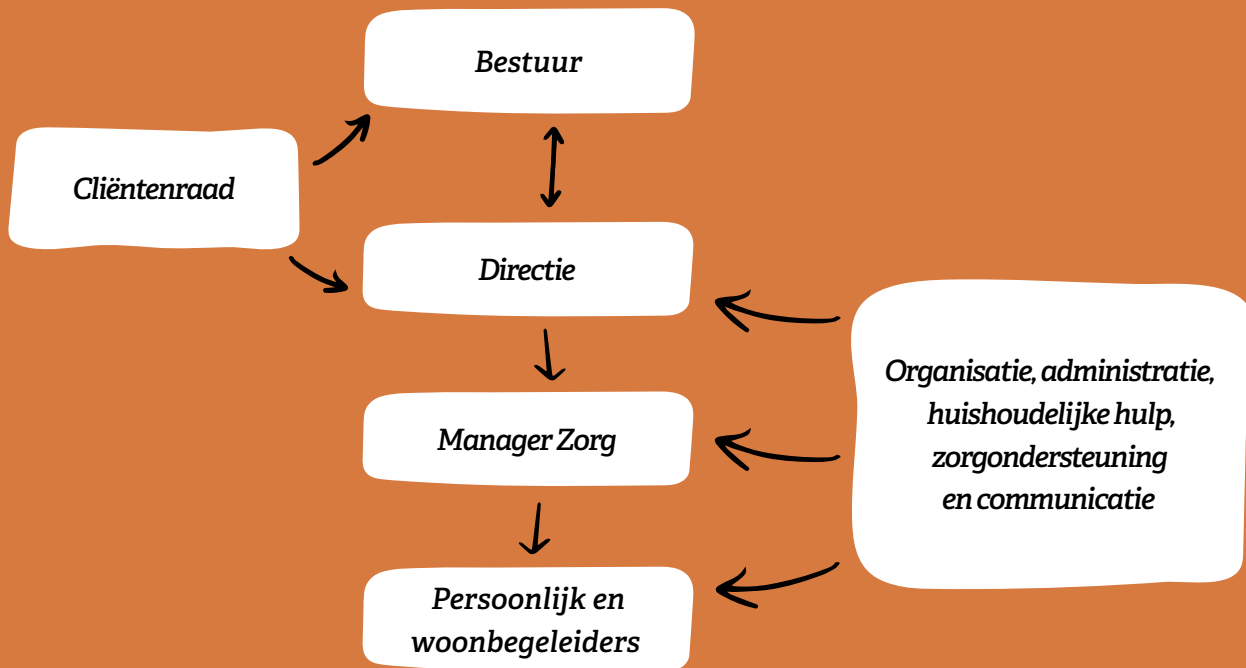 Bestuur
Cliëntenraad
Directie
Organisatie, administratie,
huishoudelijke hulp,
zorgondersteuning
en communicatie
Manager Zorg
Persoonlijk en
woonbegeleiders